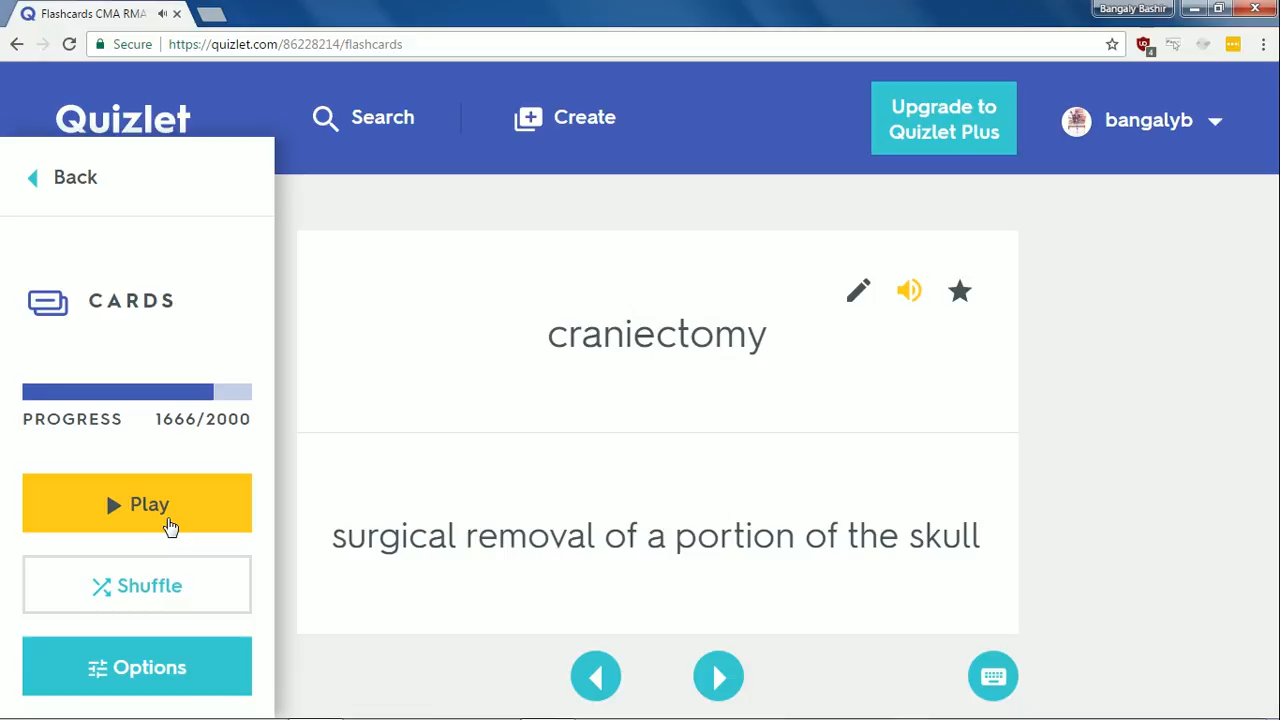 Flashcards CMA RMA
Bangaly Bashir
Secure
https://quizlet.com/86228214/flashcards
4
Quizlet
Search
Create
Upgrade to
Quizlet Plus
bangalyb
Back
CARDS
PROGRESS 1666/2000
Play
Shuffle
Options
craniectomy
surgical removal of a portion of the skull